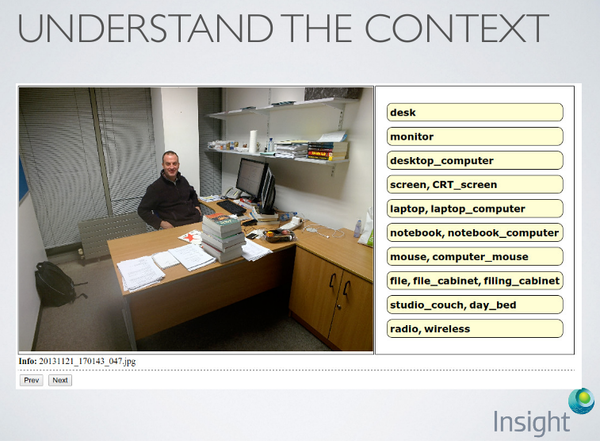 UNDERSTAND THE CONTEXT
desk
monitor
desktop_computer
screen, CRT_screen
laptop, laptop_computer
notebook, notebook_computer
mouse, computer_mouse
file, file_cabinet, filing_cabinet
studio_couch, day_bed
radio, wireless
Info: 20131121_170143_047.jpg
Prev Next
Insight